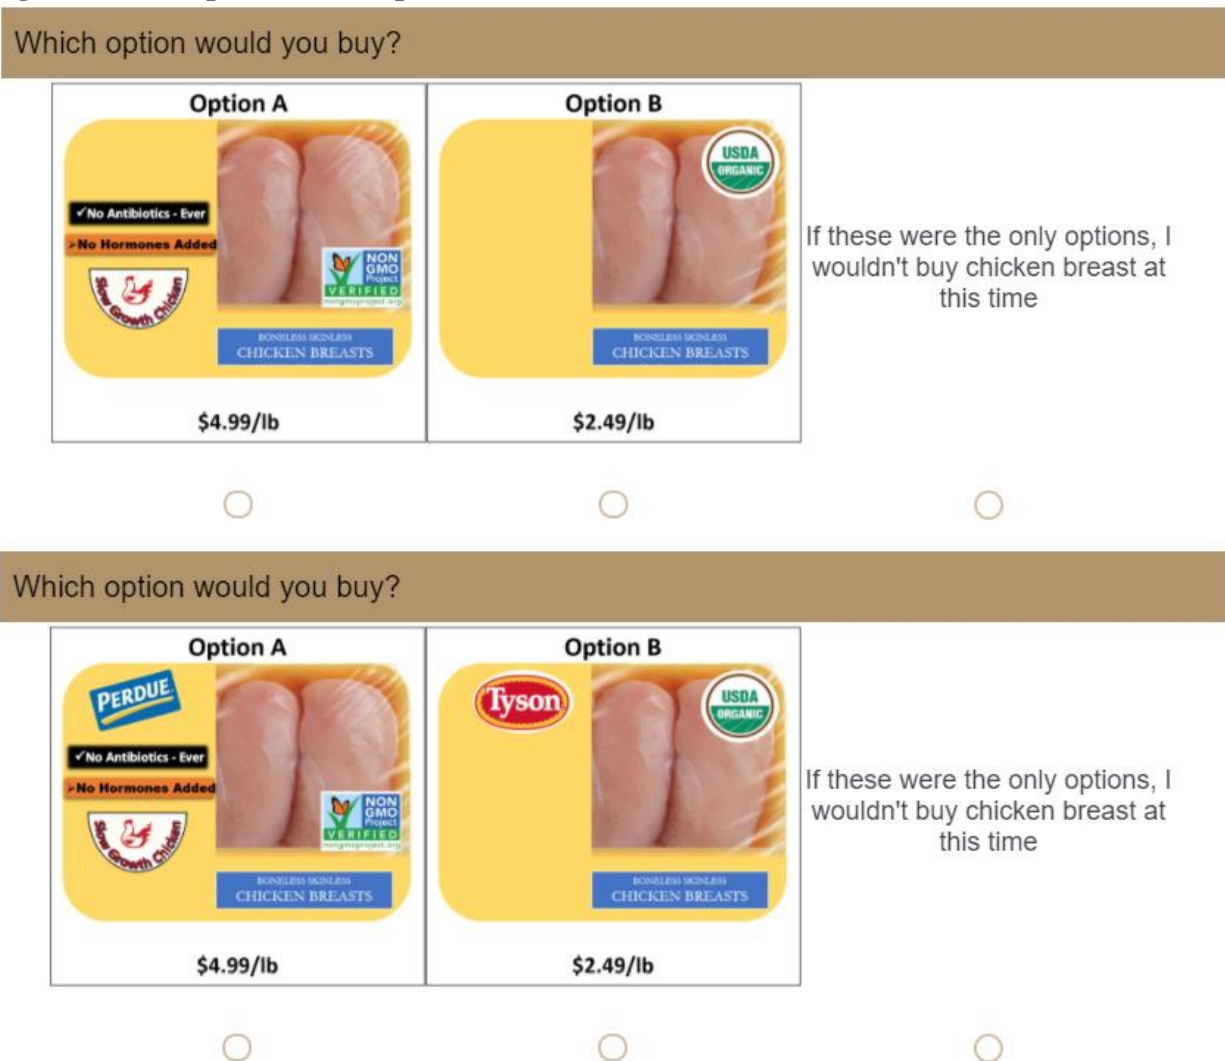 Which option would you buy?
Option A
Option B
USDA
ORGANIC
✓No Antibiotics - Ever
➢No Hormones Added
Slow Growth Chicken
NON
GMO
Project
VERIFIED
nongmoproject.org
BONELESS SKINLESS
CHICKEN BREASTS
BONELESS SKINLESS
CHICKEN BREASTS
If these were the only options, I
wouldn't buy chicken breast at
this time
$4.99/lb
$2.49/lb
Which option would you buy?
Option A
Option B
PERDUE
Tyson
USDA
ORGANIC
✓No Antibiotics - Ever
➢No Hormones Added
Slow Growth Chicken
NON
GMO
Project
VERIFIED
nongmoproject.org
BONELESS SKINLESS
CHICKEN BREASTS
BONELESS SKINLESS
CHICKEN BREASTS
If these were the only options, I
wouldn't buy chicken breast at
this time
$4.99/lb
$2.49/lb